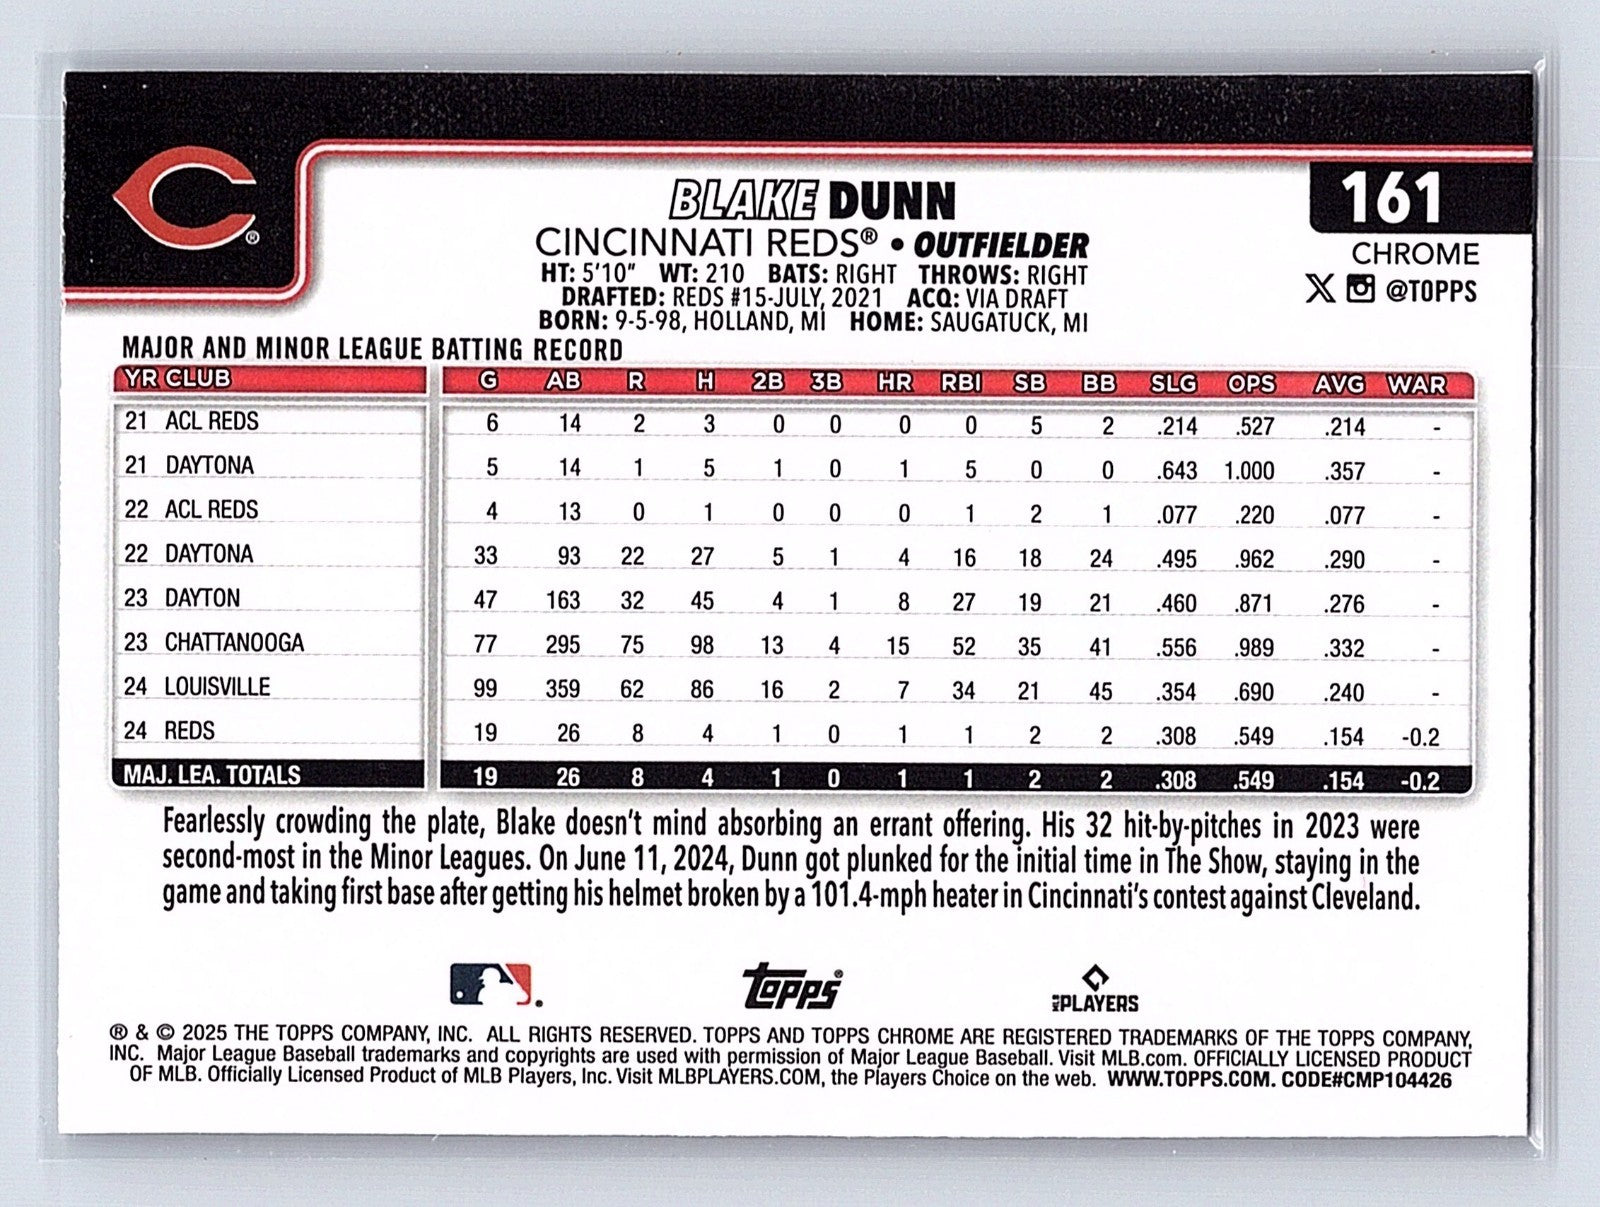 161
BLAKE DUNN
CINCINNATI REDS® • OUTFIELDER
CHROME
HT: 5'10" WT: 210 BATS: RIGHT THROWS: RIGHT
@TOPPS
DRAFTED: REDS #15-JULY, 2021 ACQ: VIA DRAFT
BORN: 9-5-98, HOLLAND, MI HOME: SAUGATUCK, MI
MAJOR AND MINOR LEAGUE BATTING RECORD
YR CLUB G AB R H 2B 3B HR RBI SB BB SLG OPS AVG WAR
21 ACL REDS 6 14 2 3 0 0 0 0 5 2 .214 .527 .214 -
21 DAYTONA 5 14 1 5 1 0 1 5 0 0 .643 1.000 .357 -
22 ACL REDS 4 13 0 1 0 0 0 1 2 1 .077 .220 .077 -
22 DAYTONA 33 93 22 27 5 1 4 16 18 24 .495 .962 .290 -
23 DAYTON 47 163 32 45 4 1 8 27 19 21 .460 .871 .276 -
23 CHATTANOOGA 77 295 75 98 13 4 15 52 35 41 .556 .989 .332 -
24 LOUISVILLE 99 359 62 86 16 2 7 34 21 45 .354 .690 .240 -
24 REDS 19 26 8 4 1 0 1 1 2 2 .308 .549 .154 -0.2
MAJ. LEA. TOTALS 19 26 8 4 1 0 1 1 2 2 .308 .549 .154 -0.2
Fearlessly crowding the plate, Blake doesn't mind absorbing an errant offering. His 32 hit-by-pitches in 2023 were
second-most in the Minor Leagues. On June 11, 2024, Dunn got plunked for the initial time in The Show, staying in the
game and taking first base after getting his helmet broken by a 101.4-mph heater in Cincinnati's contest against Cleveland.
Topps®
MLB PLAYERS
® & © 2025 THE TOPPS COMPANY, INC. ALL RIGHTS RESERVED. TOPPS AND TOPPS CHROME ARE REGISTERED TRADEMARKS OF THE TOPPS COMPANY,
INC. Major League Baseball trademarks and copyrights are used with permission of Major League Baseball. Visit MLB.com. OFFICIALLY LICENSED PRODUCT
OF MLB. Officially Licensed Product of MLB Players, Inc. Visit MLBPLAYERS.COM, the Players Choice on the web. WWW.TOPPS.COM. CODE#CMP104426